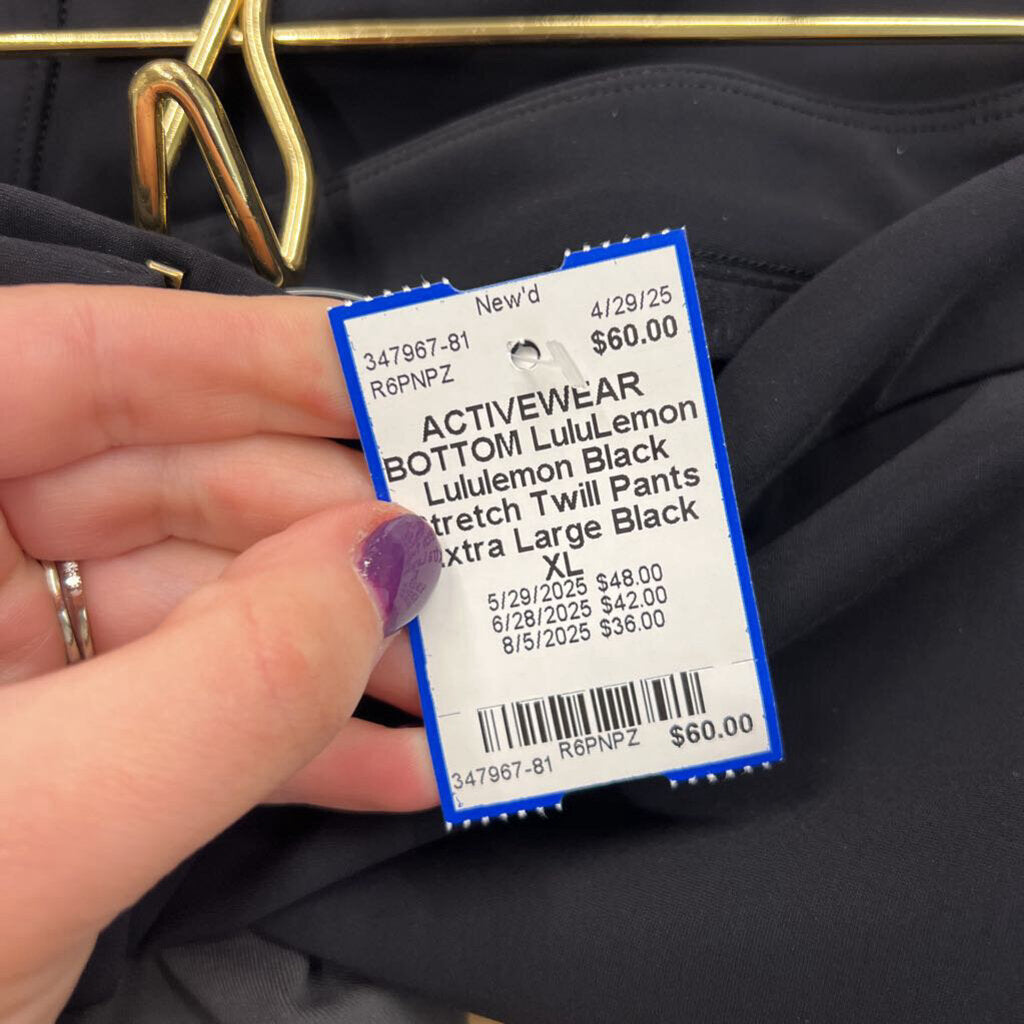 New'd
347967-81 4/29/25
R6PNPZ $60.00
ACTIVEWEAR
BOTTOM LuluLemon
Lululemon Black
tretch Twill Pants
xtra Large Black
XL
5/29/2025 $48.00
6/28/2025 $42.00
8/5/2025 $36.00
347967-81 R6PNPZ $60.00